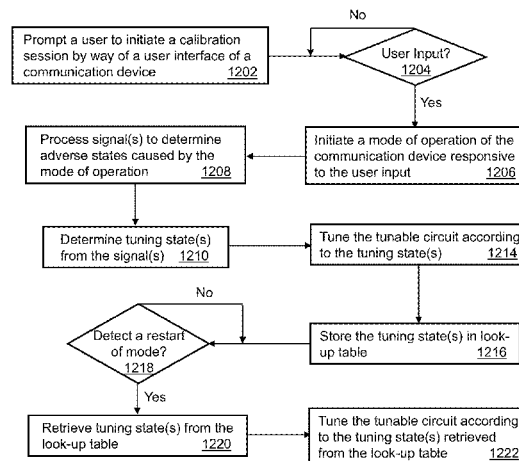 No
Prompt a user to initiate a calibration
session by way of a user interface of a
communication device 1202
User Input?
1204
Yes
Process signal(s) to determine
adverse states caused by the
mode of operation 1208
Initiate a mode of operation of the
communication device responsive
to the user input 1206
Determine tuning state(s)
from the signal(s) 1210
Tune the tunable circuit according
to the tuning state(s) 1214
No
Detect a restart
of mode?
1218
Store the tuning state(s) in look-
up table 1216
Yes
Retrieve tuning state(s) from the
look-up table 1220
Tune the tunable circuit according
to the tuning state(s) retrieved
from the look-up table 1222